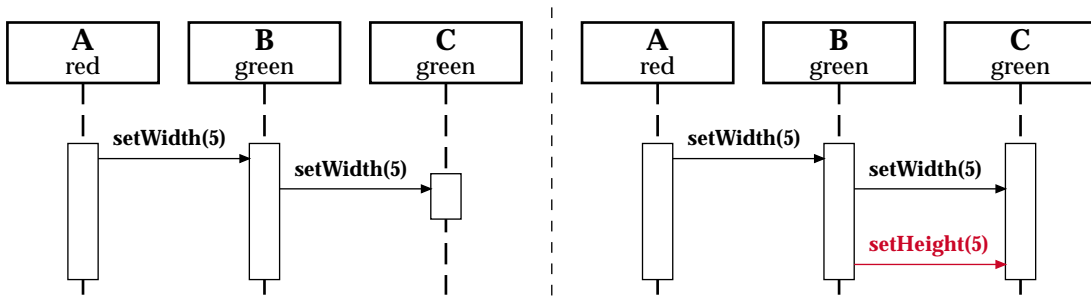 A
red
B
green
C
green
setWidth(5)
setWidth(5)
A
red
B
green
C
green
setWidth(5)
setWidth(5)
setHeight(5)